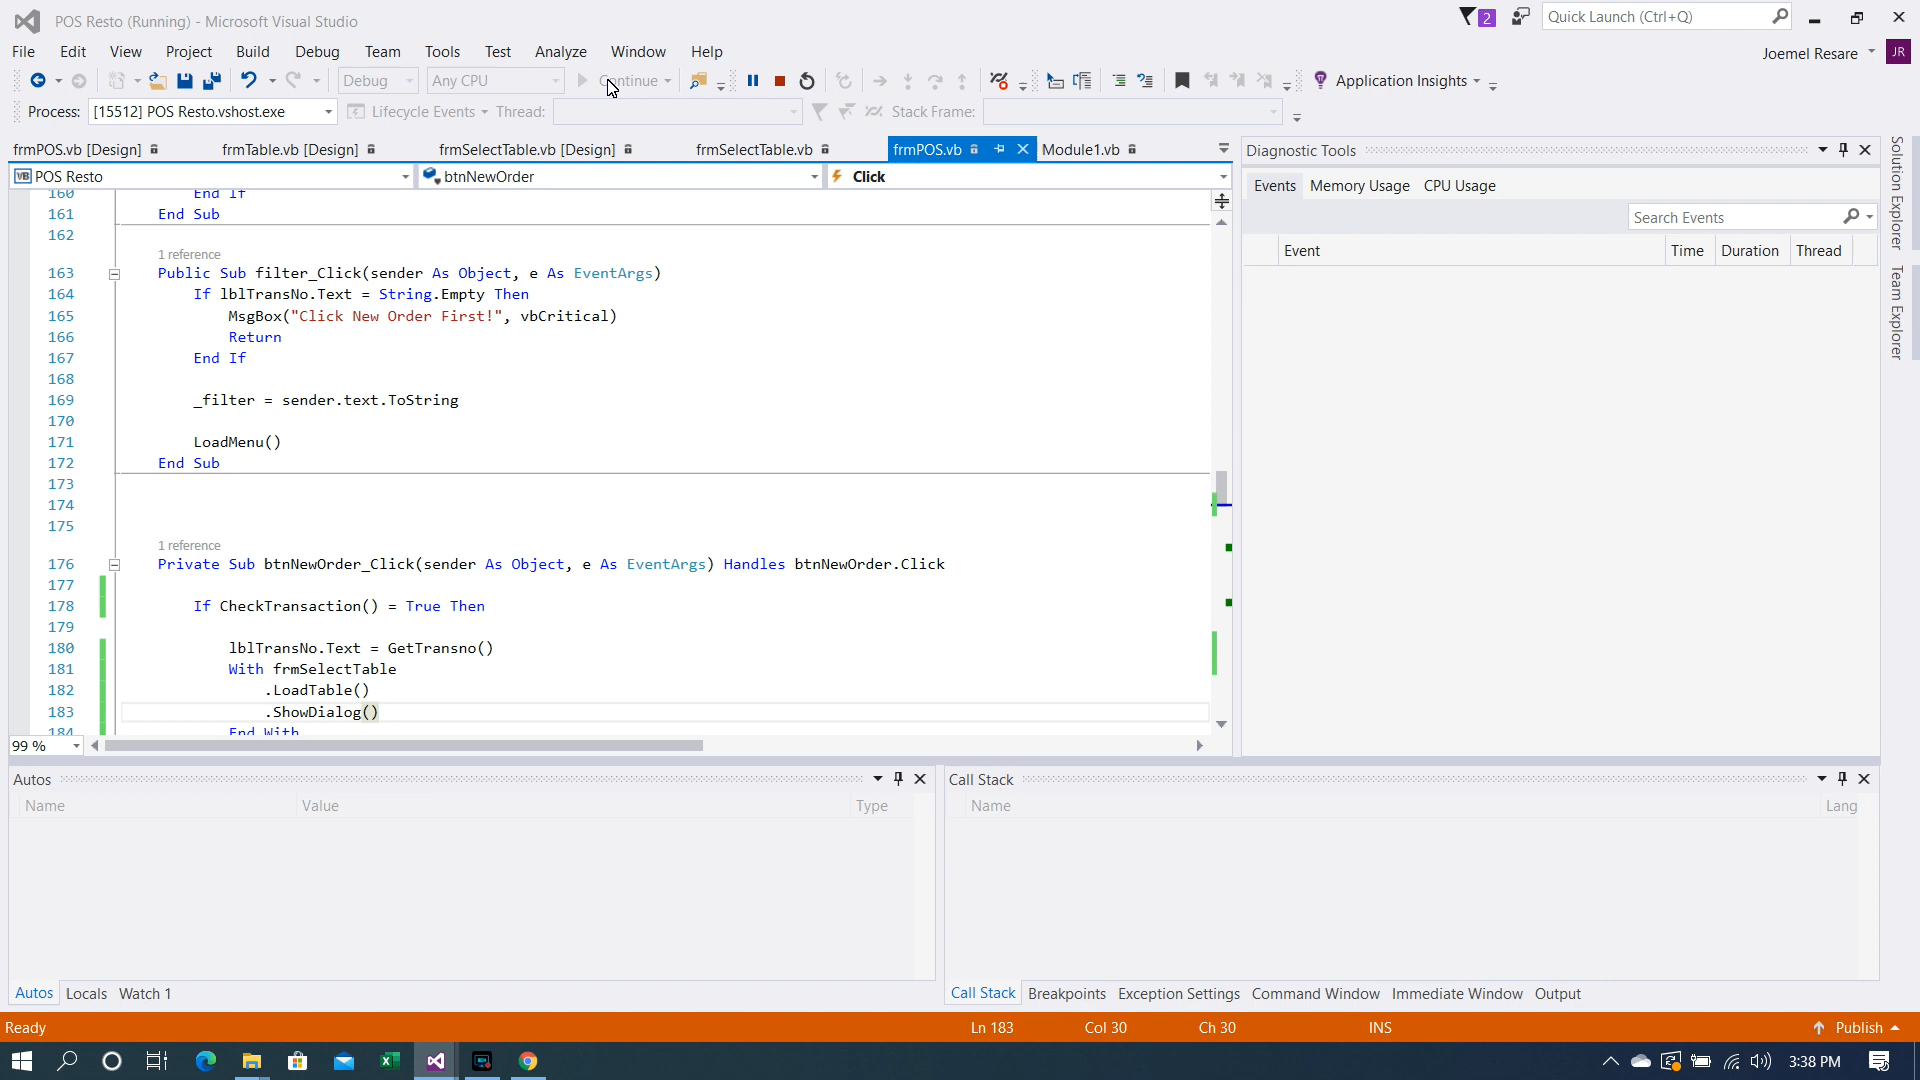 POS Resto (Running) - Microsoft Visual Studio
2
Quick Launch (Ctrl+Q)
File Edit View Project Build Debug Team Tools Test Analyze Window Help
Joemel Resare JR
Debug Any CPU Continue Application Insights
Process: [15512] POS Resto.vshost.exe Lifecycle Events Thread: Stack Frame:
frmPOS.vb [Design] frmTable.vb [Design] frmSelectTable.vb [Design] frmSelectTable.vb frmPOS.vb Module1.vb
VB POS Resto btnNewOrder Click
160 End If
161 End Sub
162
1 reference
163 Public Sub filter_Click(sender As Object, e As EventArgs)
164 If lblTransNo.Text = String.Empty Then
165 MsgBox("Click New Order First!", vbCritical)
166 Return
167 End If
168
169 _filter = sender.text.ToString
170
171 LoadMenu()
172 End Sub
173
174
175
1 reference
176 Private Sub btnNewOrder_Click(sender As Object, e As EventArgs) Handles btnNewOrder.Click
177
178 If CheckTransaction() = True Then
179
180 lblTransNo.Text = GetTransno()
181 With frmSelectTable
182 .LoadTable()
183 .ShowDialog()
184 End With
99 %
Diagnostic Tools
Events Memory Usage CPU Usage
Search Events
Event Time Duration Thread
Solution Explorer
Team Explorer
Autos
Name Value Type
Autos Locals Watch 1
Call Stack
Name Lang
Call Stack Breakpoints Exception Settings Command Window Immediate Window Output
Ready Ln 183 Col 30 Ch 30 INS Publish
3:38 PM